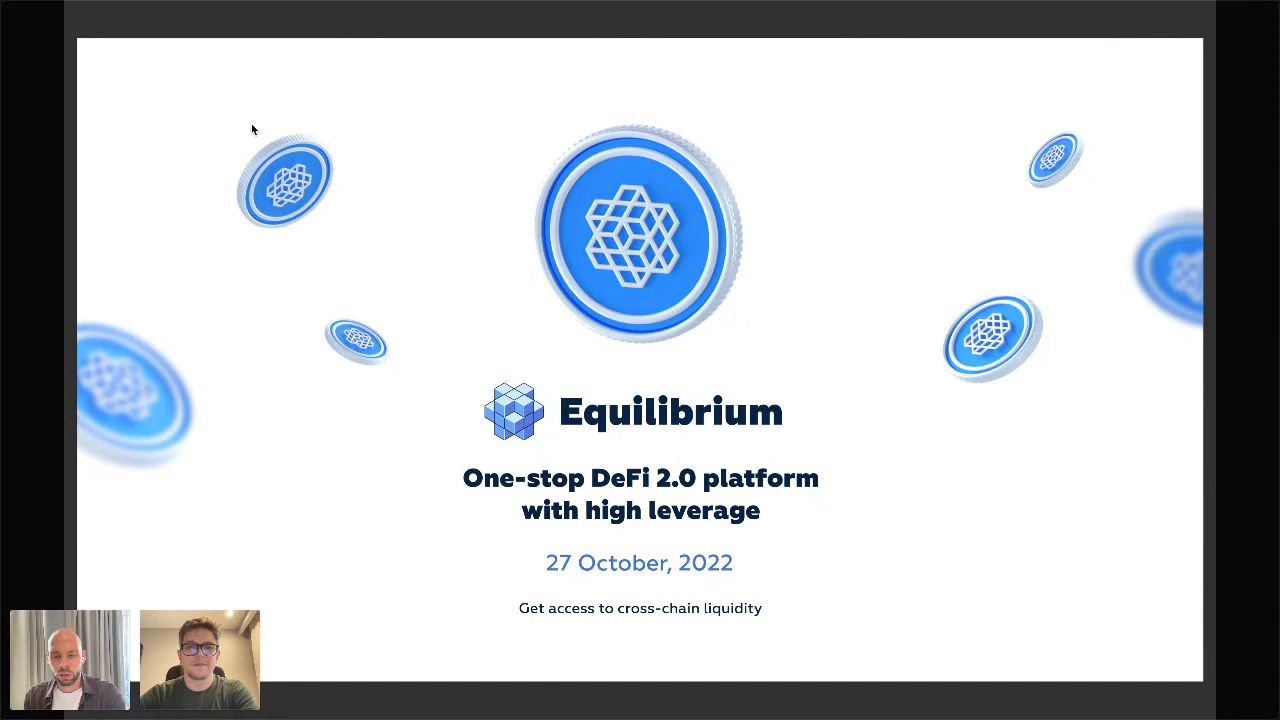 Equilibrium
One-stop DeFi 2.0 platform
with high leverage
27 October, 2022
Get access to cross-chain liquidity